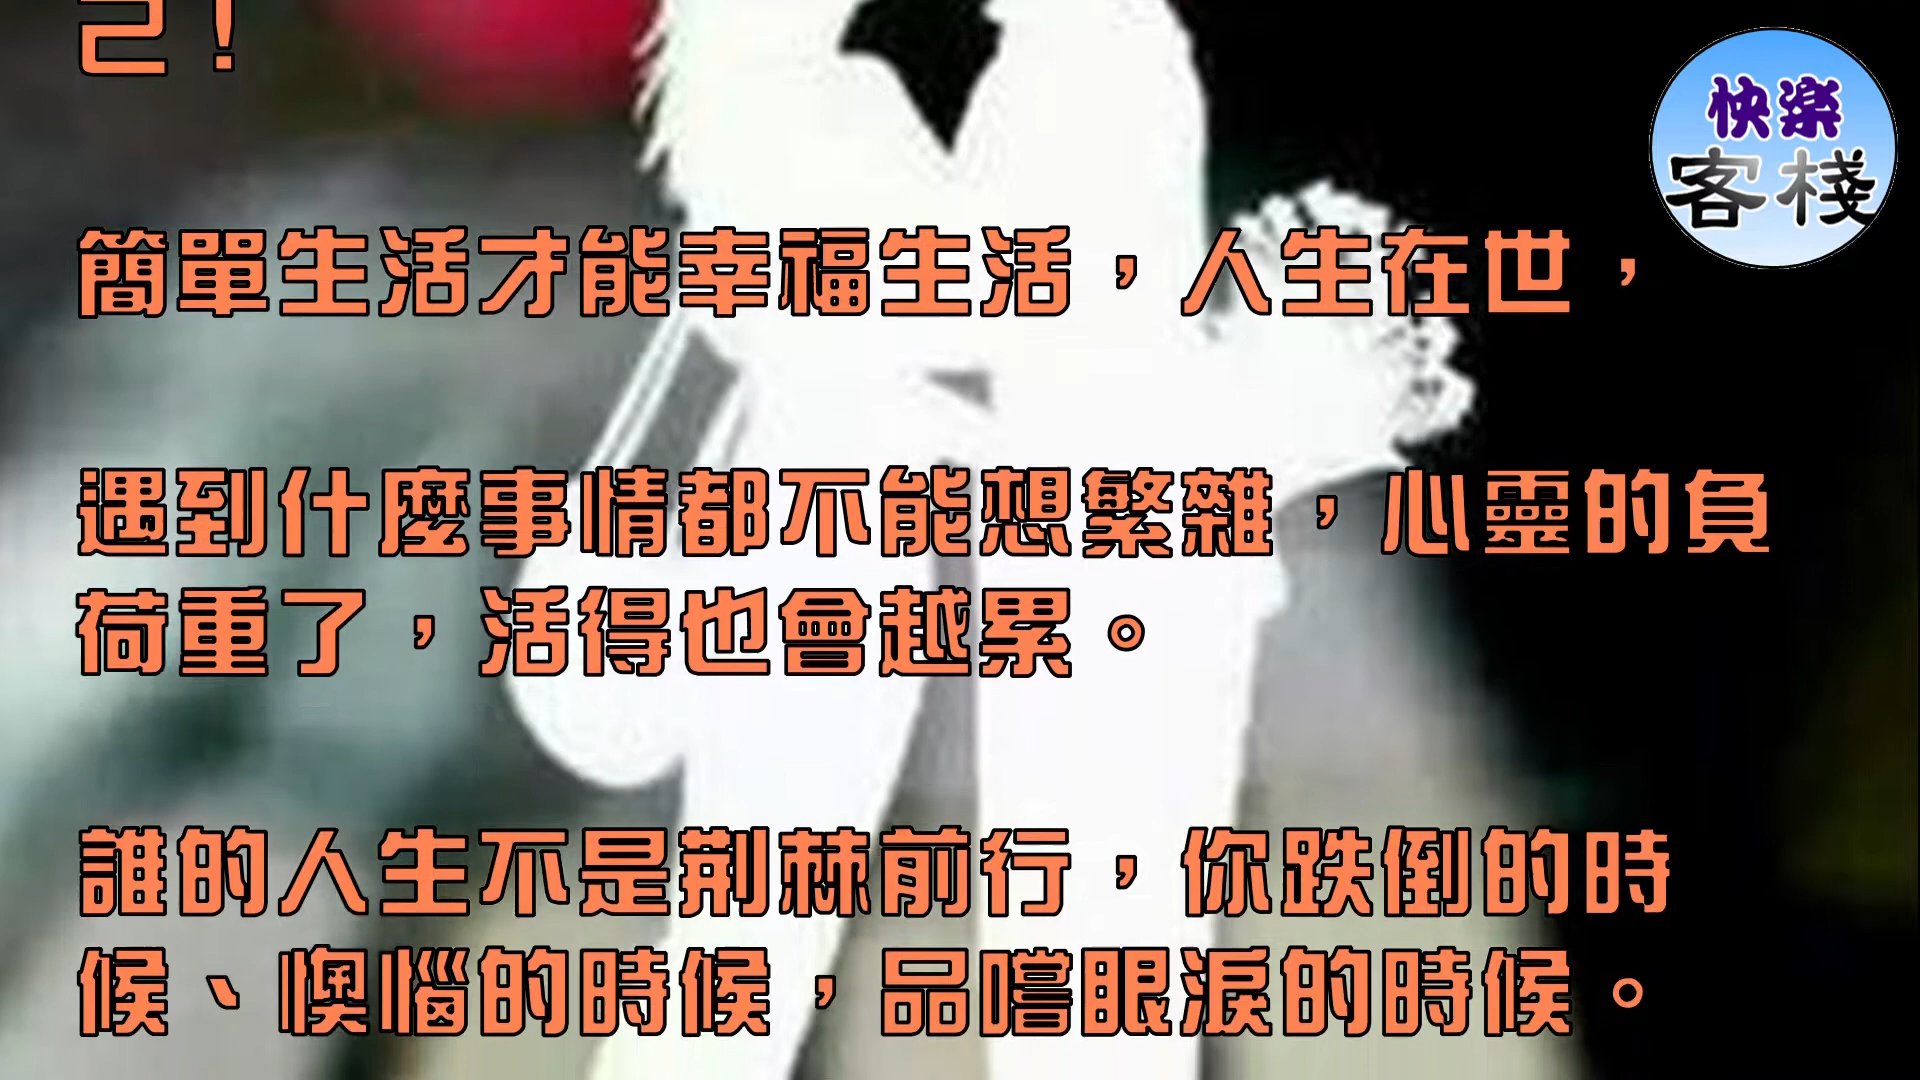 己！
快樂
客棧
簡單生活才能幸福生活，人生在世，
遇到什麼事情都不能想繁雜，心靈的負
荷重了，活得也會越累。
誰的人生不是荆棘前行，你跌倒的時
候、懊惱的時候，品嚐眼淚的時候。